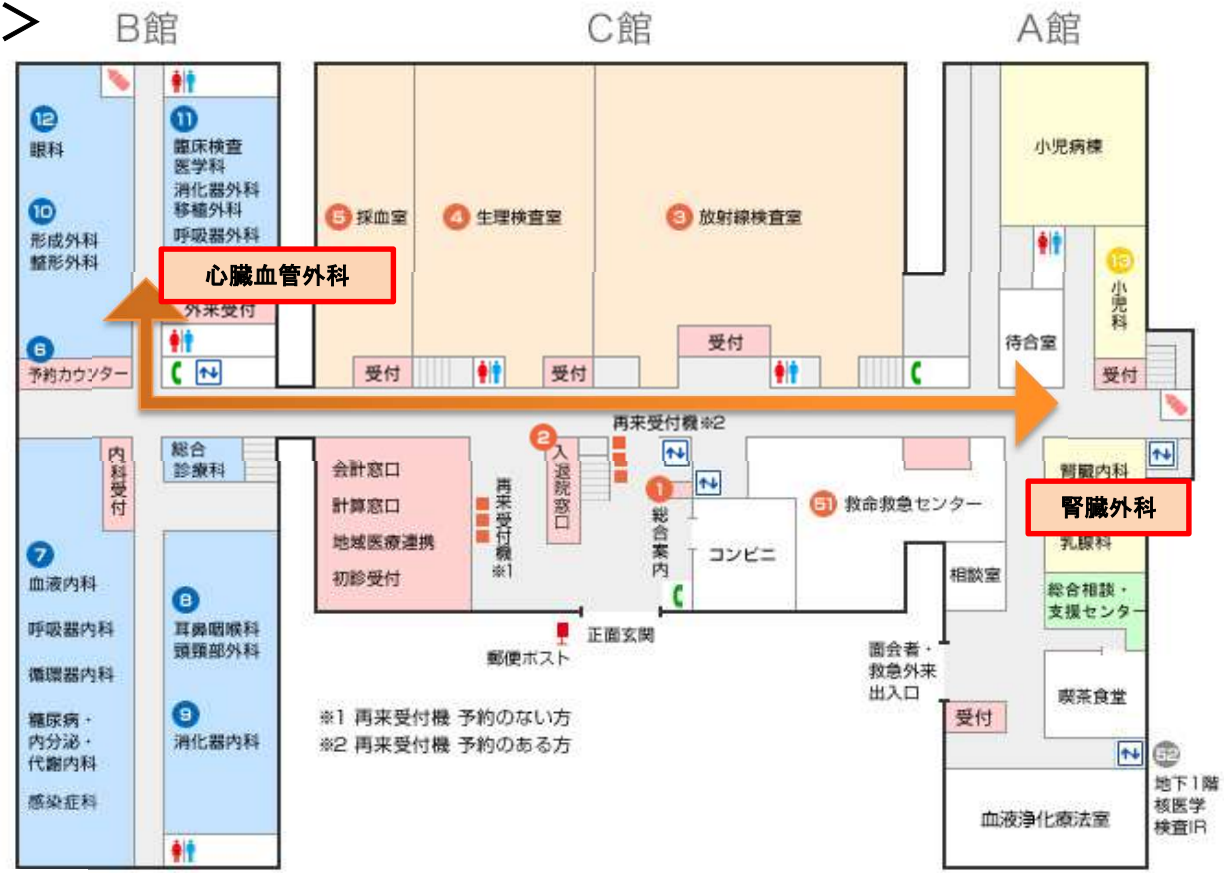 >
B館
C館
A館
12
眼科
10
形成外科
整形外科
6
予約カウンター
11
臨床検査
医学科
消化器外科
移植外科
呼吸器外科
心臓血管外科
外来受付
5 採血室
4 生理検査室
3 放射線検査室
受付
受付
受付
小児病棟
13
小児科
待合室
受付
内科受付
総合
診療科
7
血液内科
呼吸器内科
循環器内科
糖尿病・
内分泌・
代謝内科
感染症科
8
耳鼻咽喉科
頭頸部外科
9
消化器内科
会計窓口
計算窓口
地域医療連携
初診受付
再来受付機※1
2
入退院窓口
再来受付機※2
1
総合案内
コンビニ
51 救命救急センター
相談室
腎臓内科
腎臓外科
乳腺科
総合相談・
支援センター
郵便ポスト
正面玄関
面会者・
救急外来
出入口
受付
喫茶食堂
52
地下1階
核医学
検査IR
血液浄化療法室
※1 再来受付機 予約のない方
※2 再来受付機 予約のある方